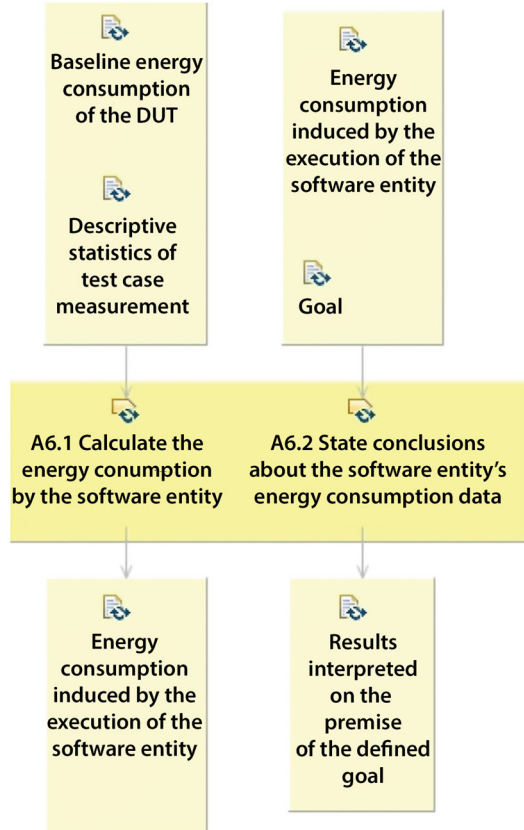 Baseline energy
consumption
of the DUT
Descriptive
statistics of
test case
measurement
Energy
consumption
induced by the
execution of the
software entity
Goal
A6.1 Calculate the
energy conumption
by the software entity
A6.2 State conclusions
about the software entity's
energy consumption data
Energy
consumption
induced by the
execution of the
software entity
Results
interpreted
on the
premise
of the defined
goal